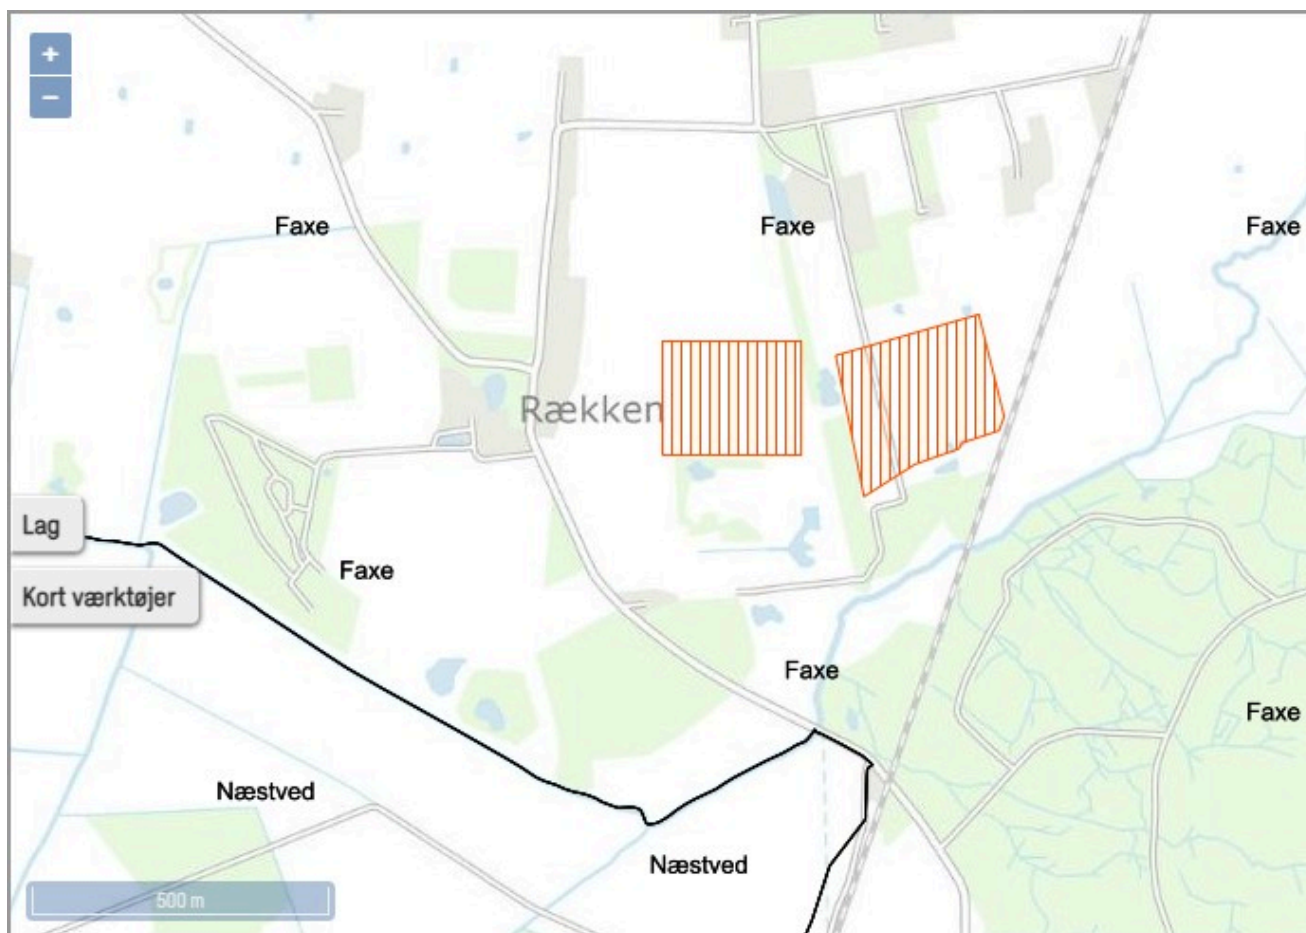 +
−
Faxe
Faxe
Faxe
Rækken
Lag
Faxe
Kort værktøjer
Faxe
Faxe
Næstved
Næstved
500 m